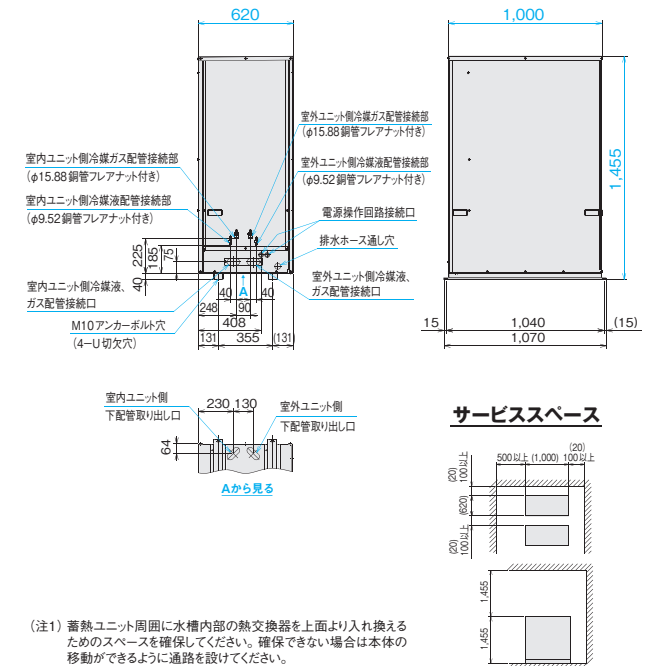 620
1,000
室外ユニット側冷媒ガス配管接続部
(φ15.88銅管フレアナット付き)
室内ユニット側冷媒ガス配管接続部
(φ15.88銅管フレアナット付き)
室外ユニット側冷媒液配管接続部
(φ9.52銅管フレアナット付き)
室内ユニット側冷媒液配管接続部
(φ9.52銅管フレアナット付き)
電源操作回路接続口
排水ホース通し穴
1,455
225
185
75
40
室内ユニット側冷媒液、
ガス配管接続口
室外ユニット側冷媒液、
ガス配管接続口
40
A
40
248
90
M10アンカーボルト穴
(4−U切欠穴)
408
131
355
(131)
15
1,040
(15)
1,070
室内ユニット側
下配管取り出し口
230
130
室外ユニット側
下配管取り出し口
64
Aから見る
サービススペース
(20)
500以上
(1,000)
100以上
(20)
100以上
(620)
(20)
100以上
1,455
1,455
(注1) 蓄熱ユニット周囲に水槽内部の熱交換器を上面より入れ換える
ためのスペースを確保してください。確保できない場合は本体の
移動ができるように通路を設けてください。